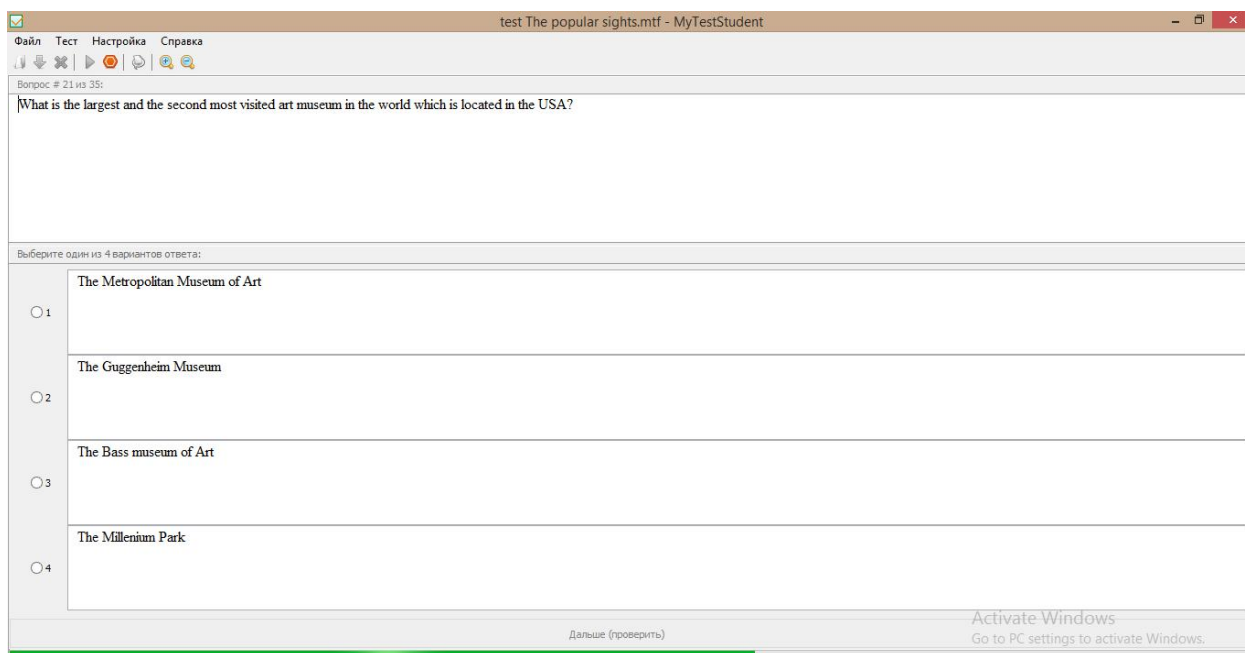 test The popular sights.mtf - MyTestStudent
Файл Тест Настройка Справка
Вопрос # 21 из 35:
What is the largest and the second most visited art museum in the world which is located in the USA?
Выберите один из 4 вариантов ответа:
1 The Metropolitan Museum of Art
2 The Guggenheim Museum
3 The Bass museum of Art
4 The Millenium Park
Activate Windows
Дальше (проверить)
Go to PC settings to activate Windows.